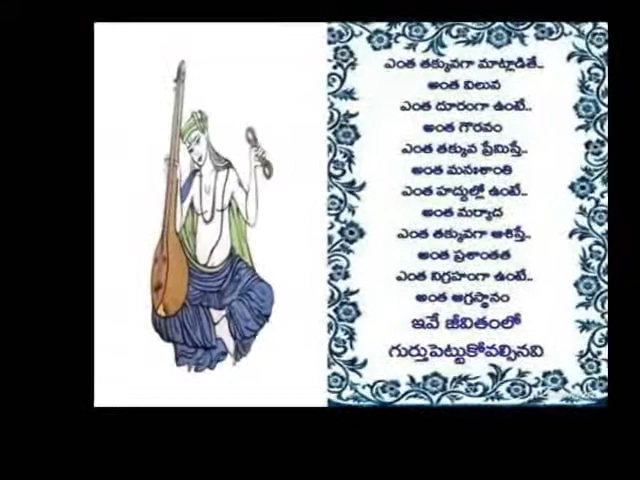 ఎంత తక్కువగా మాట్లాడితే..
అంత విలువ
ఎంత దూరంగా ఉంటే..
అంత గౌరవం
ఎంత తక్కువ ప్రేమిస్తే..
అంత మనఃశాంతి
ఎంత హద్దుల్లో ఉంటే..
అంత మర్యాద
ఎంత తక్కువగా ఆశిస్తే..
అంత ప్రశాంతత
ఎంత నిగ్రహంగా ఉంటే..
అంత అగ్రస్థానం
ఇవే జీవితంలో
గుర్తుపెట్టుకోవల్సినవి